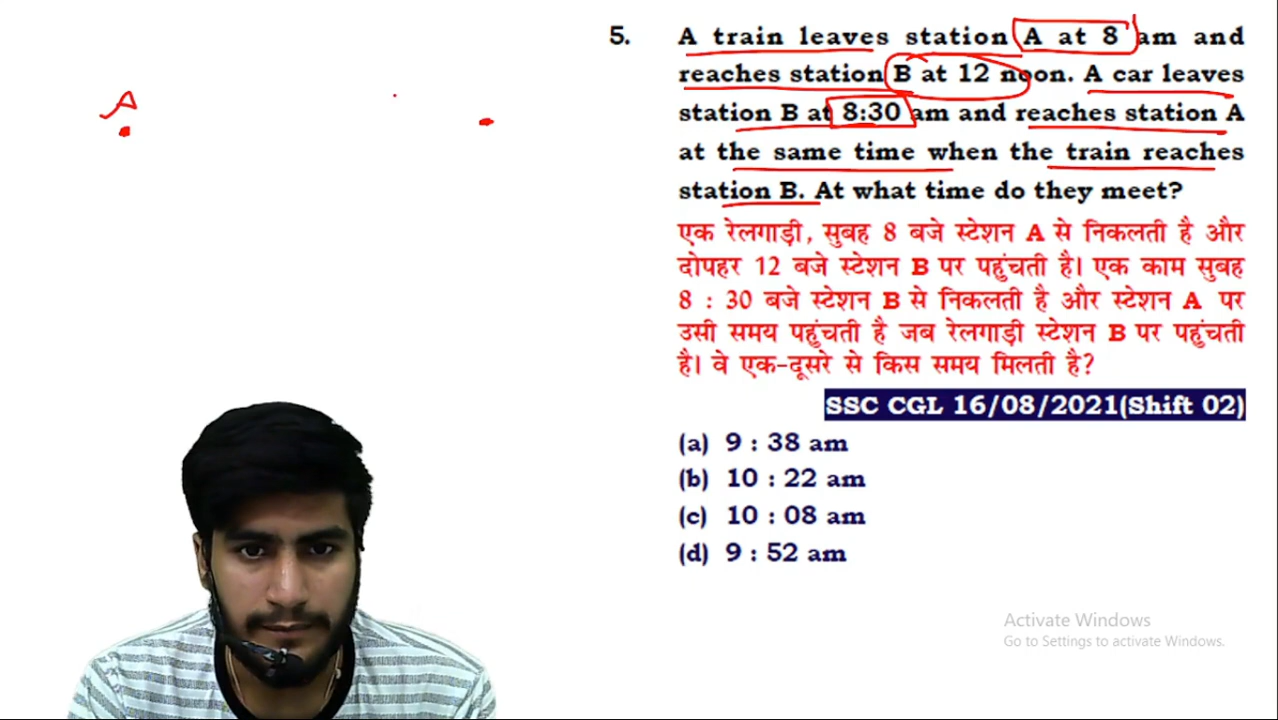 A
5. A train leaves station A at 8 am and
reaches station B at 12 noon. A car leaves
station B at 8:30 am and reaches station A
at the same time when the train reaches
station B. At what time do they meet?
एक रेलगाड़ी, सुबह 8 बजे स्टेशन A से निकलती है और
दोपहर 12 बजे स्टेशन B पर पहुंचती है। एक काम सुबह
8 : 30 बजे स्टेशन B से निकलती है और स्टेशन A पर
उसी समय पहुंचती है जब रेलगाड़ी स्टेशन B पर पहुंचती
है। वे एक-दूसरे से किस समय मिलती है?
SSC CGL 16/08/2021(Shift 02)
(a) 9 : 38 am
(b) 10 : 22 am
(c) 10 : 08 am
(d) 9 : 52 am
Activate Windows
Go to Settings to activate Windows.